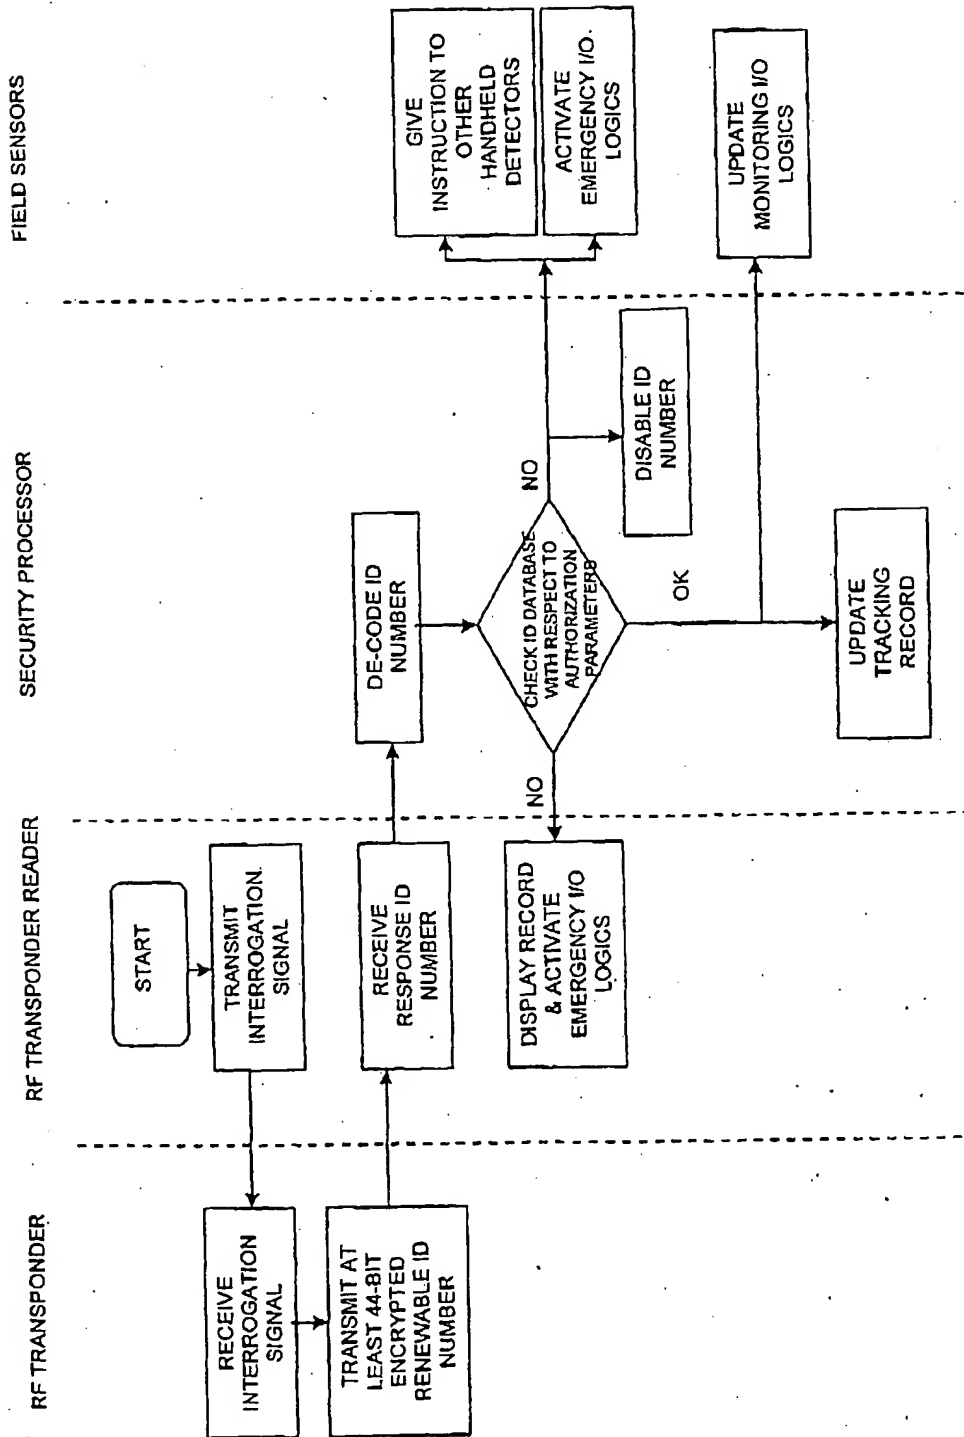 RF TRANSPONDER
RF TRANSPONDER READER
SECURITY PROCESSOR
FIELD SENSORS
START
TRANSMIT
INTERROGATION.
SIGNAL
RECEIVE
INTERROGATION
SIGNAL
TRANSMIT AT
LEAST 44-BIT
ENCRYPTED
RENEWABLE ID
NUMBER
RECEIVE
RESPONSE ID
NUMBER
DE-CODE ID
NUMBER
CHECK ID DATABASE
WITH RESPECT TO
AUTHORIZATION
PARAMETERS
NO
NO
OK
DISPLAY RECORD
& ACTIVATE
EMERGENCY I/O
LOGICS
DISABLE ID
NUMBER
UPDATE
TRACKING
RECORD
GIVE
INSTRUCTION TO
OTHER
HANDHELD
DETECTORS
ACTIVATE
EMERGENCY I/O.
LOGICS
UPDATE
MONITORING I/O
LOGICS